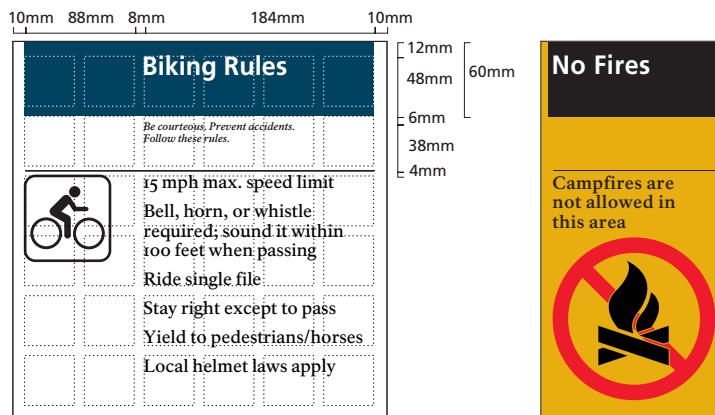 10mm 88mm 8mm 184mm 10mm
Biking Rules
12mm
48mm
60mm
6mm
38mm
4mm
Be courteous, Prevent accidents.
Follow these rules.
15 mph max. speed limit
Bell, horn, or whistle
required; sound it within
100 feet when passing
Ride single file
Stay right except to pass
Yield to pedestrians/horses
Local helmet laws apply
No Fires
Campfires are
not allowed in
this area